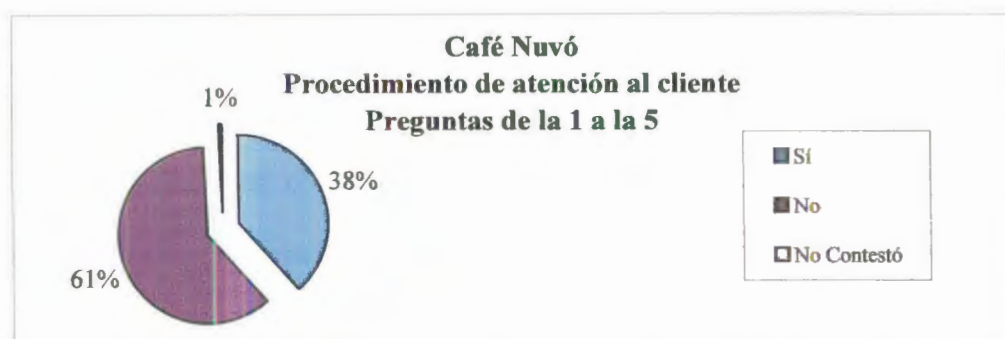 Café Nuvó
Procedimiento de atención al cliente
Preguntas de la 1 a la 5
1%
38%
61%
Sí
No
No Contestó